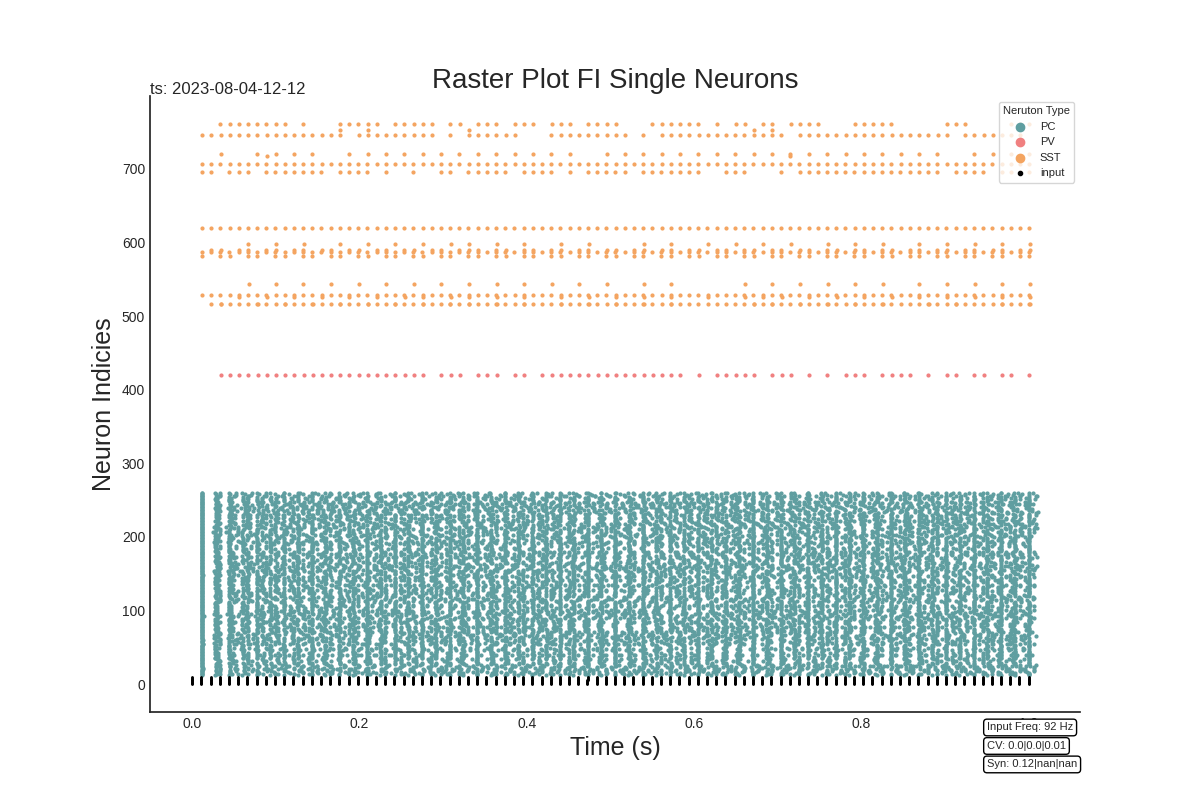 Raster Plot FI Single Neurons
ts: 2023-08-04-12-12
Neruton Type
PC
PV
SST
input
700
600
500
400
300
200
100
0
Neuron Indicies
0.0 0.2 0.4 0.6 0.8
Time (s)
Input Freq: 92 Hz
CV: 0.0|0.0|0.01
Syn: 0.12|nan|nan